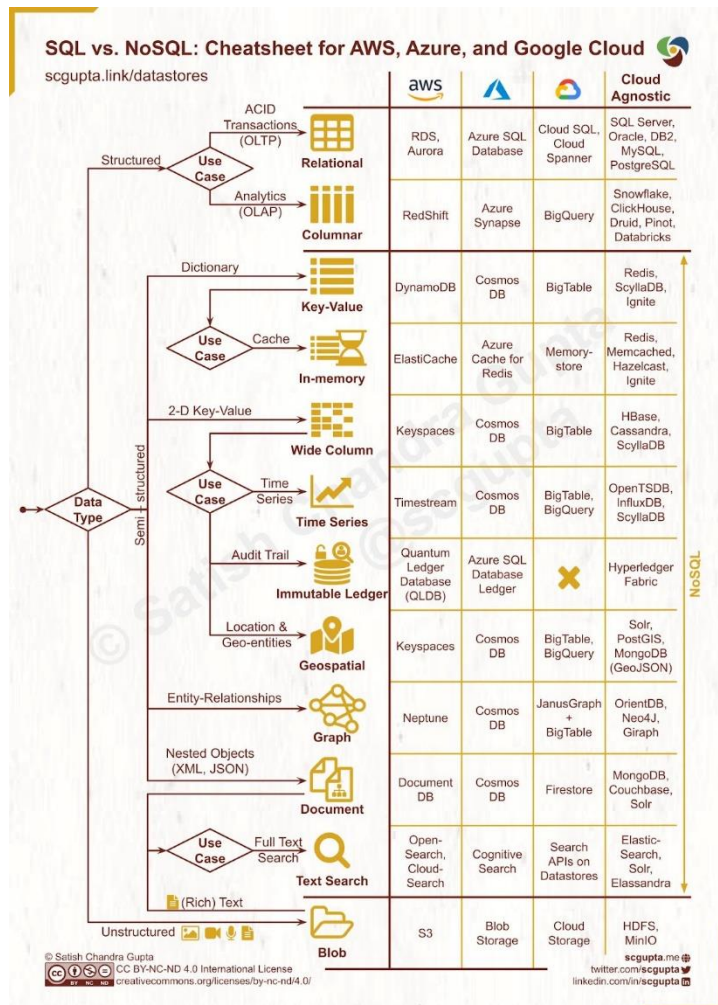 SQL vs. NoSQL: Cheatsheet for AWS, Azure, and Google Cloud
scgupta.link/datastores
aws
Cloud
Agnostic
Structured
Use
Case
ACID
Transactions
(OLTP)
Relational
RDS,
Aurora
Azure SQL
Database
Cloud SQL,
Cloud
Spanner
SQL Server,
Oracle, DB2,
MySQL,
PostgreSQL
Analytics
(OLAP)
Columnar
RedShift
Azure
Synapse
BigQuery
Snowflake,
ClickHouse,
Druid, Pinot,
Databricks
Data
Type
Semi - structured
Dictionary
Key-Value
DynamoDB
Cosmos
DB
BigTable
Redis,
ScyllaDB,
Ignite
Use
Case
Cache
In-memory
ElastiCache
Azure
Cache for
Redis
Memory-
store
Redis,
Memcached,
Hazelcast,
Ignite
2-D Key-Value
Wide Column
Keyspaces
Cosmos
DB
BigTable
HBase,
Cassandra,
ScyllaDB
Use
Case
Time
Series
Time Series
Timestream
Cosmos
DB
BigTable,
BigQuery
OpenTSDB,
InfluxDB,
ScyllaDB
Audit Trail
Immutable Ledger
Quantum
Ledger
Database
(QLDB)
Azure SQL
Database
Ledger
Hyperledger
Fabric
Location &
Geo-entities
Geospatial
Keyspaces
Cosmos
DB
BigTable,
BigQuery
Solr,
PostGIS,
MongoDB
(GeoJSON)
Entity-Relationships
Graph
Neptune
Cosmos
DB
JanusGraph
+
BigTable
OrientDB,
Neo4J,
Giraph
Nested Objects
(XML, JSON)
Document
Document
DB
Cosmos
DB
Firestore
MongoDB,
Couchbase,
Solr
Use
Case
Full Text
Search
Text Search
Open-
Search,
Cloud-
Search
Cognitive
Search
Search
APIs on
Datastores
Elastic-
Search,
Solr,
Elassandra
NoSQL
(Rich) Text
Unstructured
Blob
S3
Blob
Storage
Cloud
Storage
HDFS,
MinIO
© Satish Chandra Gupta
@scgupta
© Satish Chandra Gupta
CC BY-NC-ND 4.0 International License
creativecommons.org/licenses/by-nc-nd/4.0/
cc
BY NC ND
scgupta.me
twitter.com/scgupta
linkedin.com/in/scgupta
in